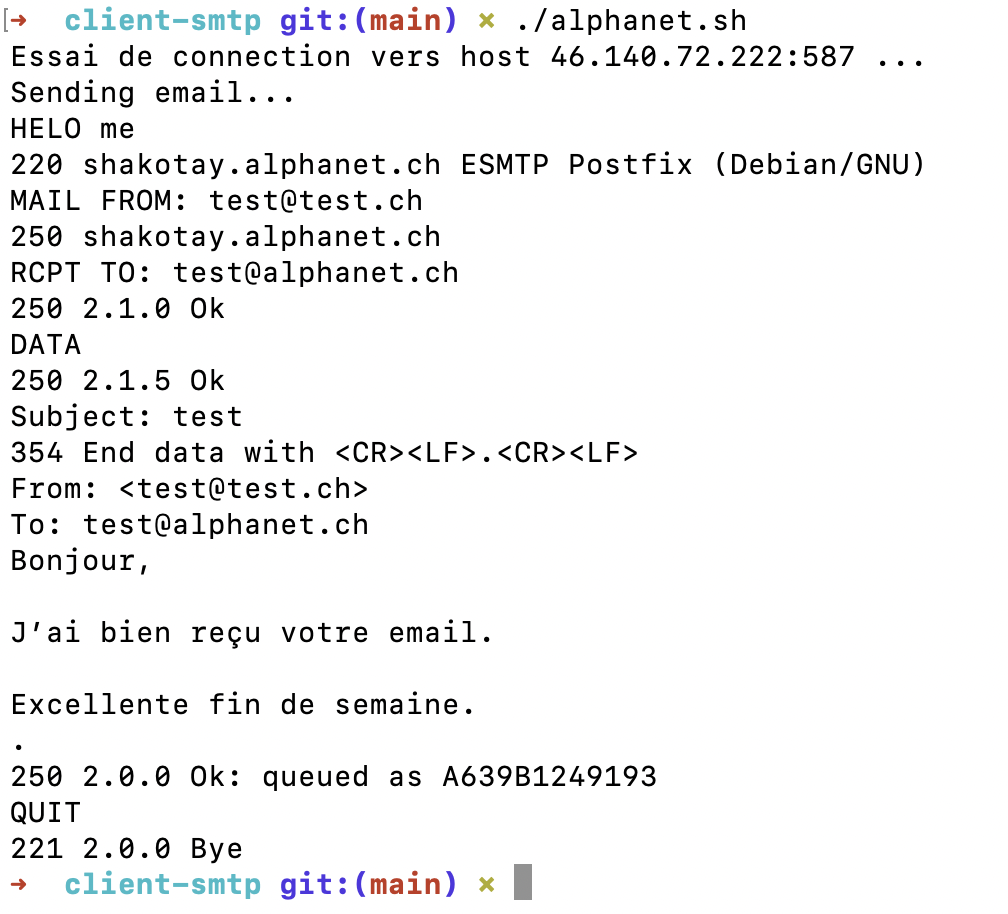 [➜  client-smtp git:(main) ✗ ./alphanet.sh
Essai de connection vers host 46.140.72.222:587 ...
Sending email...
HELO me
220 shakotay.alphanet.ch ESMTP Postfix (Debian/GNU)
MAIL FROM: test@test.ch
250 shakotay.alphanet.ch
RCPT TO: test@alphanet.ch
250 2.1.0 Ok
DATA
250 2.1.5 Ok
Subject: test
354 End data with <CR><LF>.<CR><LF>
From: <test@test.ch>
To: test@alphanet.ch
Bonjour,

J’ai bien reçu votre email.

Excellente fin de semaine.
.
250 2.0.0 Ok: queued as A639B1249193
QUIT
221 2.0.0 Bye
➜  client-smtp git:(main) ✗